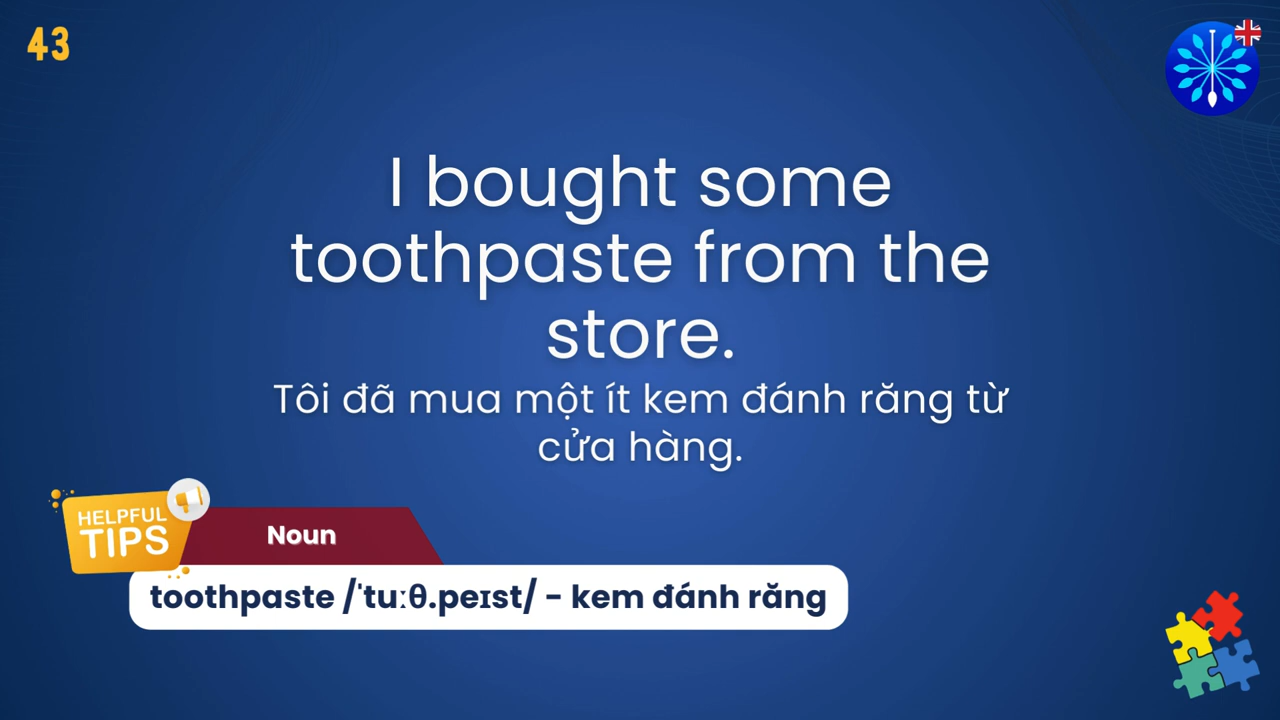 43
I bought some
toothpaste from the
store.
Tôi đã mua một ít kem đánh răng từ
cửa hàng.
HELPFUL
TIPS
Noun
toothpaste /ˈtuːθ.peɪst/ - kem đánh răng